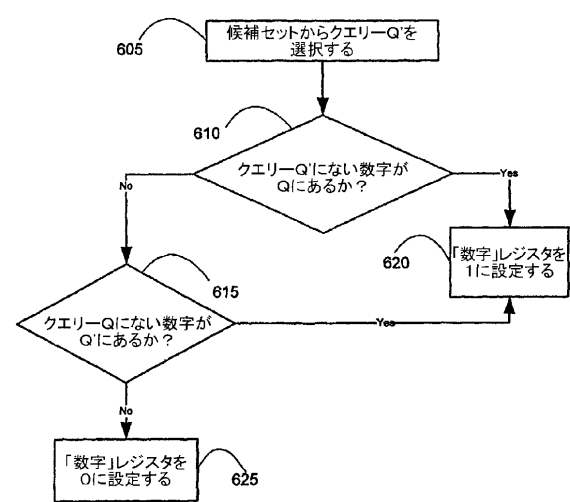 候補セットからクエリーQ'を
選択する
605
610
クエリーQ'にない数字が
Qにあるか？
Yes
No
「数字」レジスタを
1に設定する
620
615
クエリーQにない数字が
Q'にあるか？
Yes
No
「数字」レジスタを
0に設定する
625